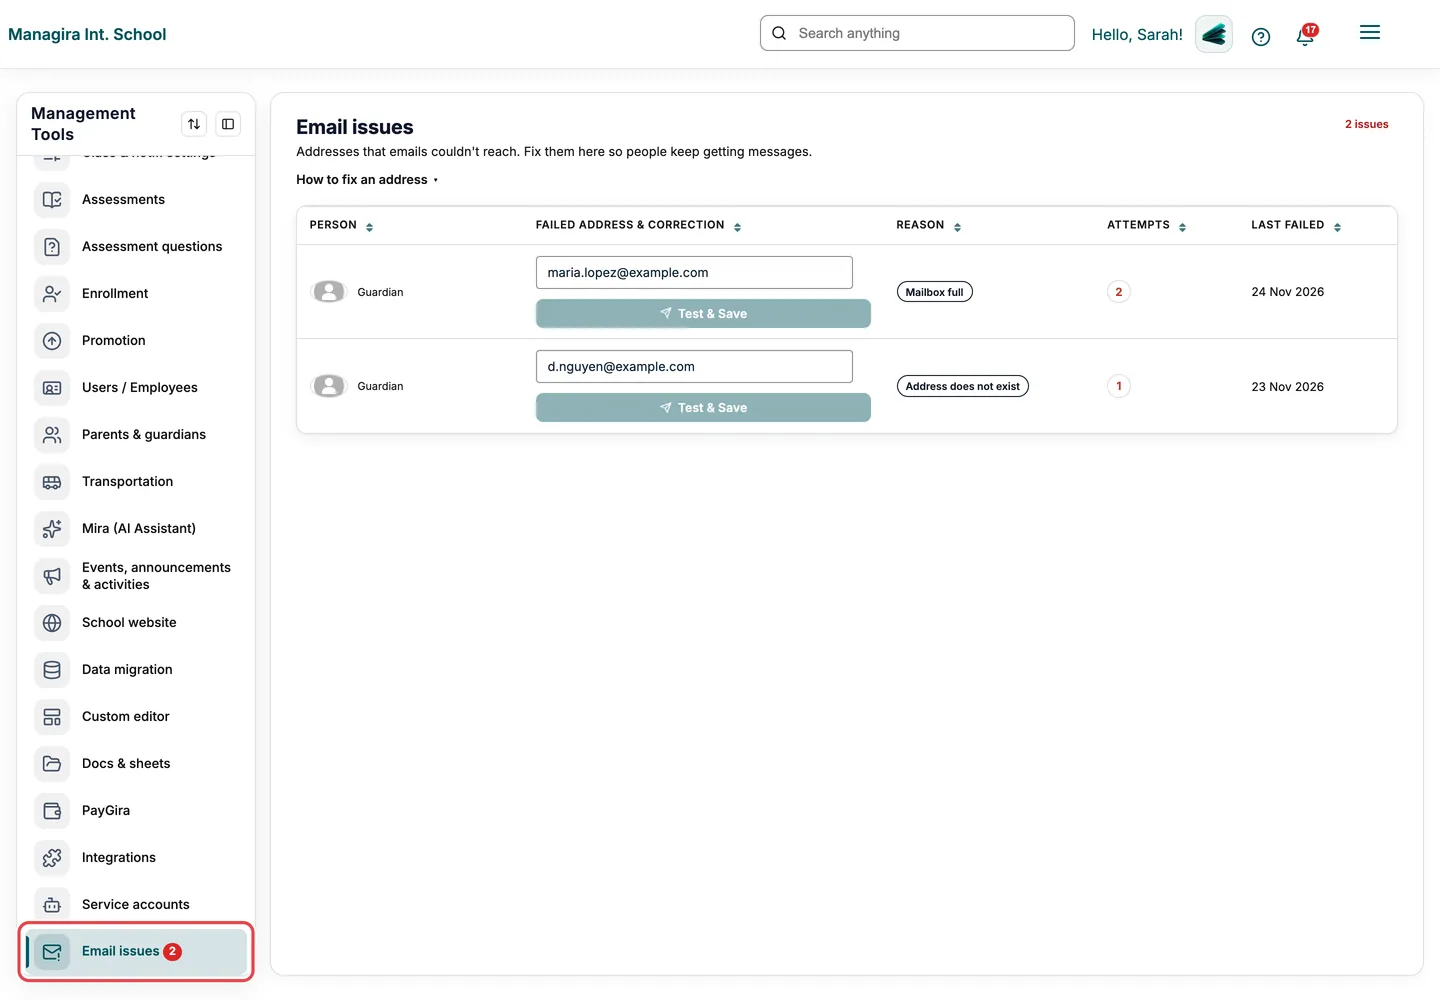 Managira Int. School
Search anything
Hello, Sarah!
17
Management
Tools
Assessments
Assessment questions
Enrollment
Promotion
Users / Employees
Parents & guardians
Transportation
Mira (AI Assistant)
Events, announcements
& activities
School website
Data migration
Custom editor
Docs & sheets
PayGira
Integrations
Service accounts
Email issues 2
Email issues
2 issues
Addresses that emails couldn't reach. Fix them here so people keep getting messages.
How to fix an address
PERSON FAILED ADDRESS & CORRECTION REASON ATTEMPTS LAST FAILED
Guardian maria.lopez@example.com Mailbox full 2 24 Nov 2026
Test & Save
Guardian d.nguyen@example.com Address does not exist 1 23 Nov 2026
Test & Save